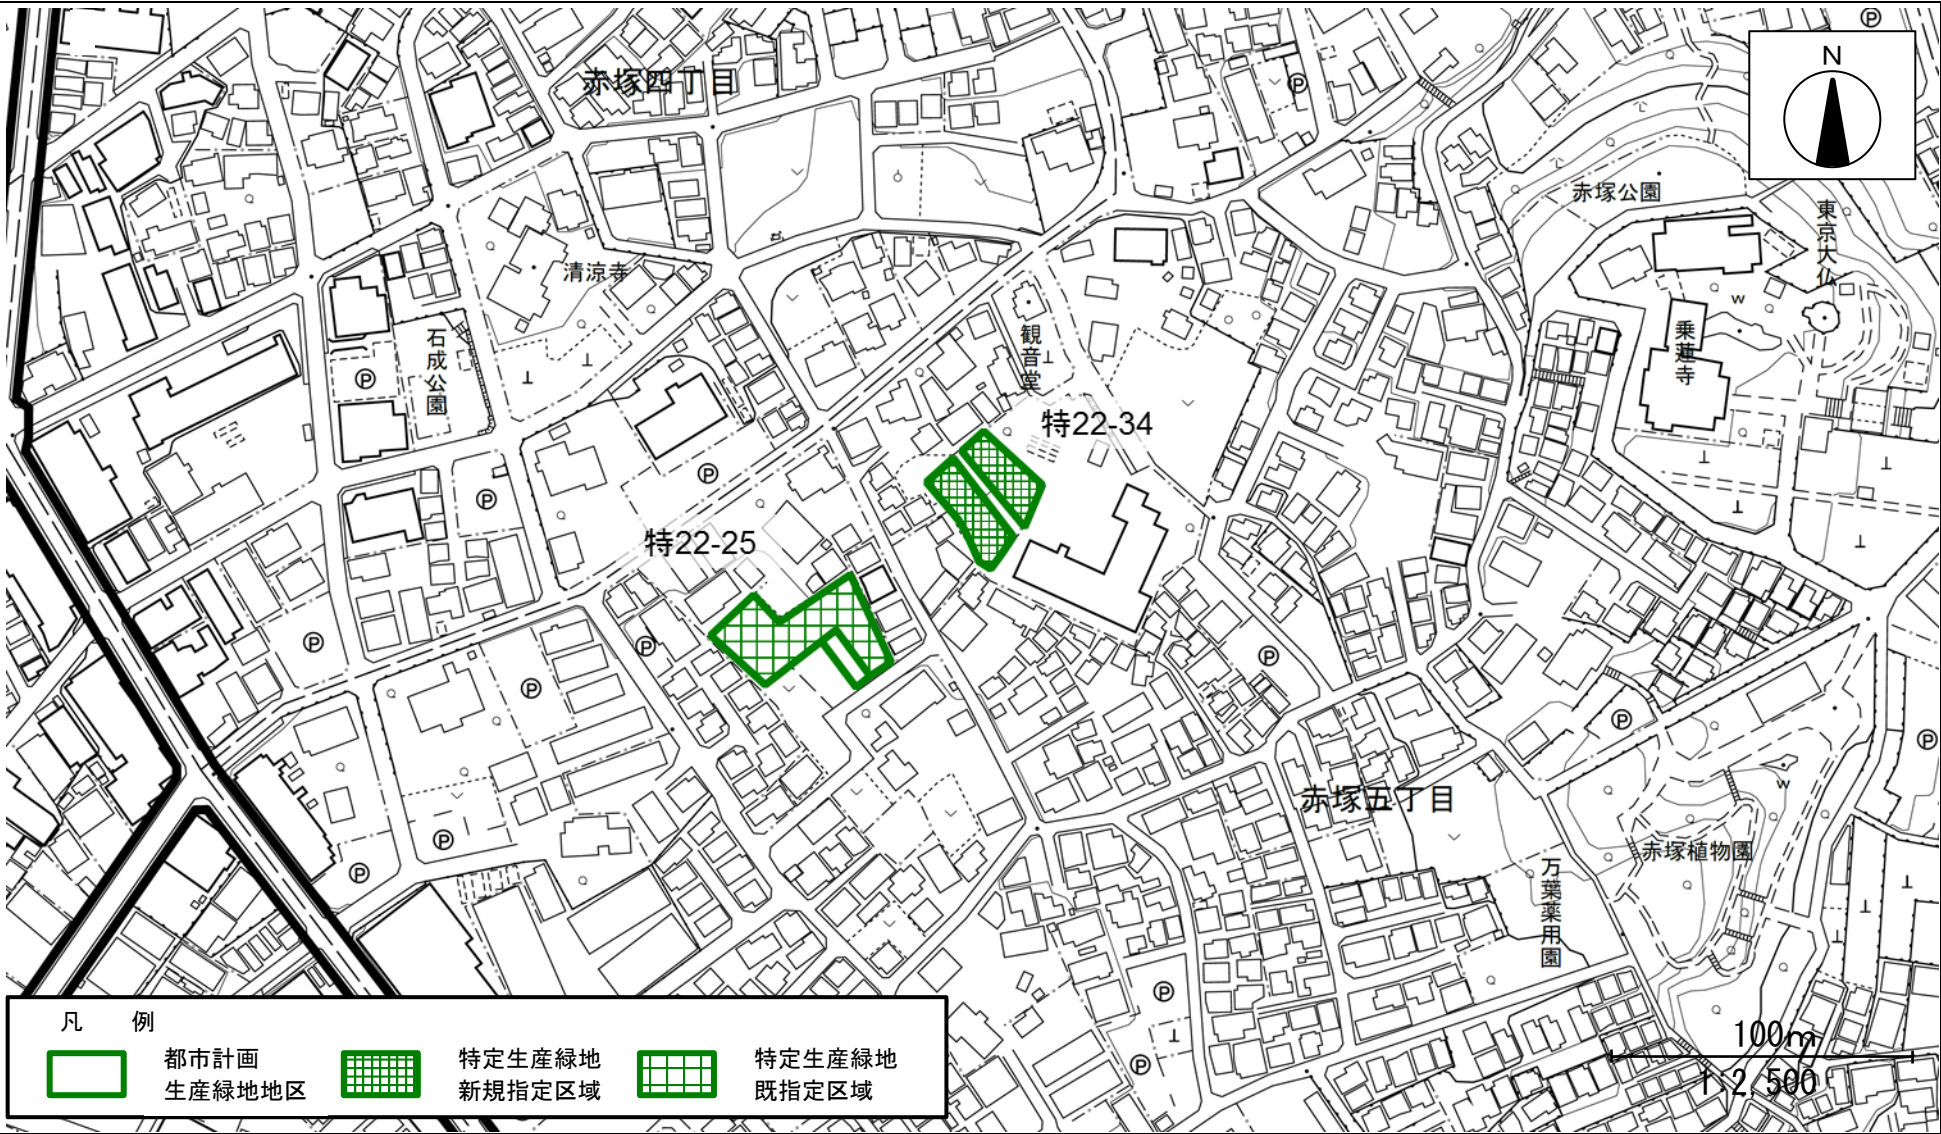 Ⓟ
N
赤塚四丁目
Ⓟ
赤塚公園
東京大仏
清涼寺
W
石成公園
観音堂
乗蓮寺
Ⓟ
特22-34
Ⓟ
Ⓟ
特22-25
Ⓟ
Ⓟ
Ⓟ
Ⓟ
Ⓟ
Ⓟ
赤塚五丁目
W
Ⓟ
赤塚植物園
万葉薬用園
Ⓟ
Ⓟ
Ⓟ
100m
1:2,500
凡 例
都市計画
生産緑地地区
特定生産緑地
新規指定区域
特定生産緑地
既指定区域